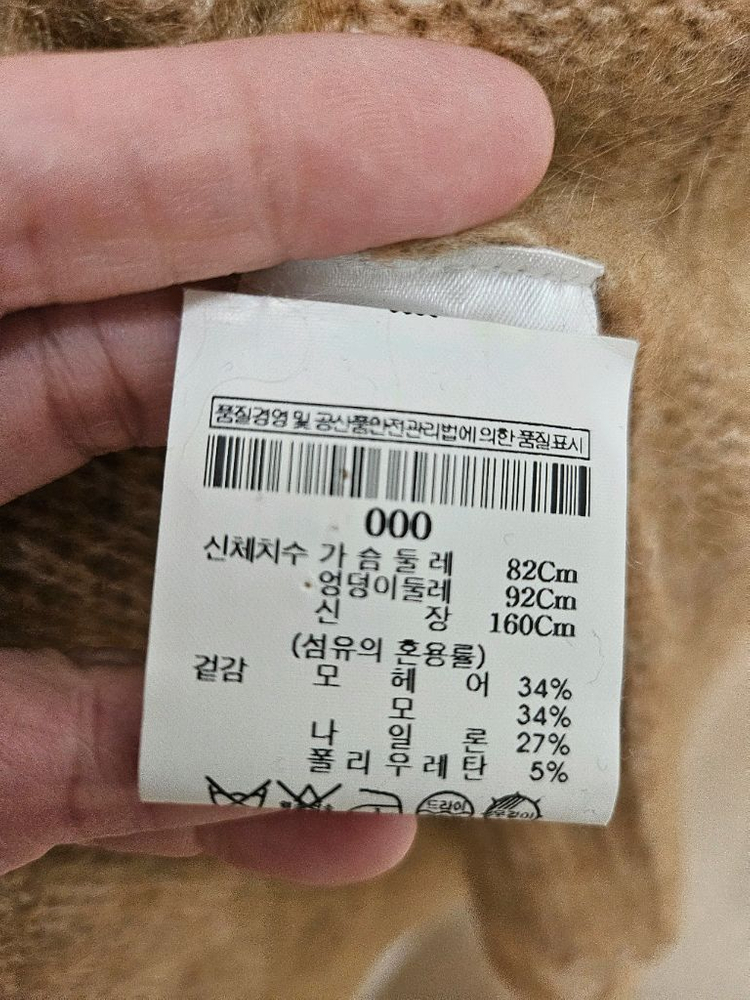 품질경영 및 공산품안전관리법에 의한 품질표시
000
신체치수 가 슴 둘 레 82Cm
엉덩이둘레 92Cm
신 장 160Cm
(섬유의 혼용률)
겉감 모 헤 어 34%
모 34%
나 일 론 27%
폴 리 우 레 탄 5%
드라이